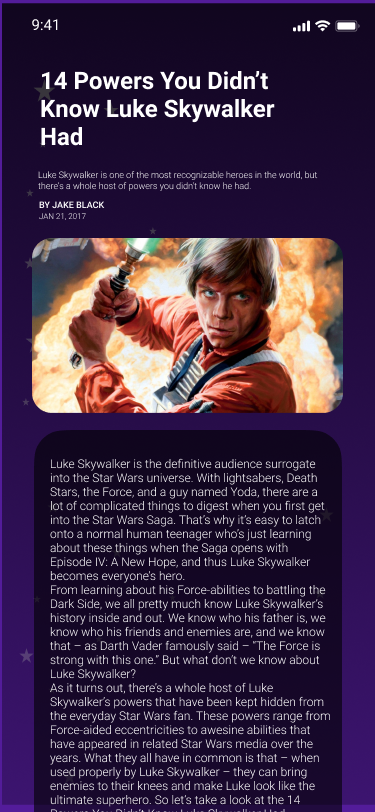 9:41
14 Powers You Didn’t
Know Luke Skywalker
Had
Luke Skywalker is one of the most recognizable heroes in the world, but
there’s a whole host of powers you didn’t know he had.
BY JAKE BLACK
JAN 21, 2017
Luke Skywalker is the definitive audience surrogate
into the Star Wars universe. With lightsabers, Death
Stars, the Force, and a guy named Yoda, there are a
lot of complicated things to digest when you first get
into the Star Wars Saga. That’s why it’s easy to latch
onto a normal human teenager who’s just learning
about these things when the Saga opens with
Episode IV: A New Hope, and thus Luke Skywalker
becomes everyone’s hero.
From learning about his Force-abilities to battling the
Dark Side, we all pretty much know Luke Skywalker’s
history inside and out. We know who his father is, we
know who his friends and enemies are, and we know
that – as Darth Vader famously said – “The Force is
strong with this one.” But what don’t we know about
Luke Skywalker?
As it turns out, there’s a whole host of Luke
Skywalker’s powers that have been kept hidden from
the everyday Star Wars fan. These powers range from
Force-aided eccentricities to awesine abilities that
have appeared in related Star Wars media over the
years. What they all have in common is that – when
used properly by Luke Skywalker – they can bring
enemies to their knees and make Luke look like the
ultimate superhero. So let’s take a look at the 14
Powers You Didn’t Know Luke Skywalker Had